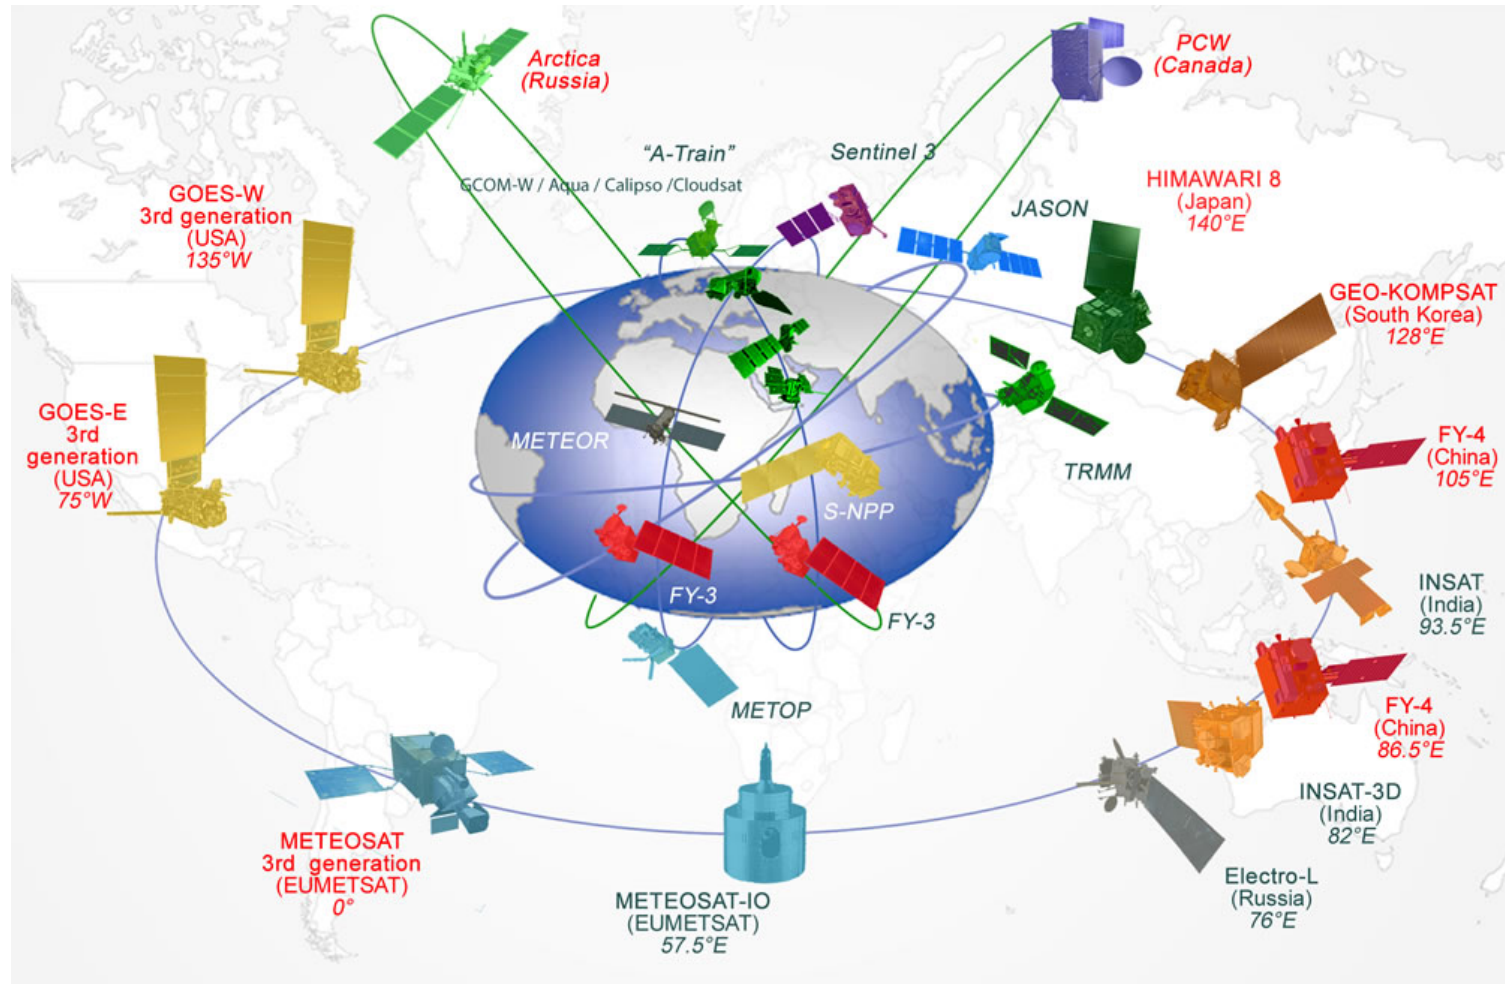 Arctica
(Russia)
PCW
(Canada)
"A-Train"
GCOM-W / Aqua / Calipso /Cloudsat
Sentinel 3
JASON
HIMAWARI 8
(Japan)
140°E
GOES-W
3rd generation
(USA)
135°W
GEO-KOMPSAT
(South Korea)
128°E
GOES-E
3rd
generation
(USA)
75°W
METEOR
TRMM
FY-4
(China)
105°E
S-NPP
INSAT
(India)
93.5°E
FY-3
FY-3
METOP
FY-4
(China)
86.5°E
INSAT-3D
(India)
82°E
METEOSAT
3rd generation
(EUMETSAT)
0°
METEOSAT-IO
(EUMETSAT)
57.5°E
Electro-L
(Russia)
76°E